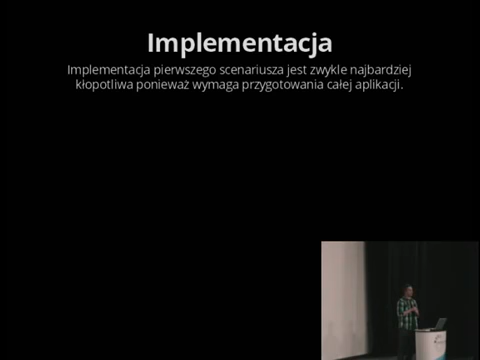 Implementacja
Implementacja pierwszego scenariusza jest zwykle najbardziej
kłopotliwa ponieważ wymaga przygotowania całej aplikacji.